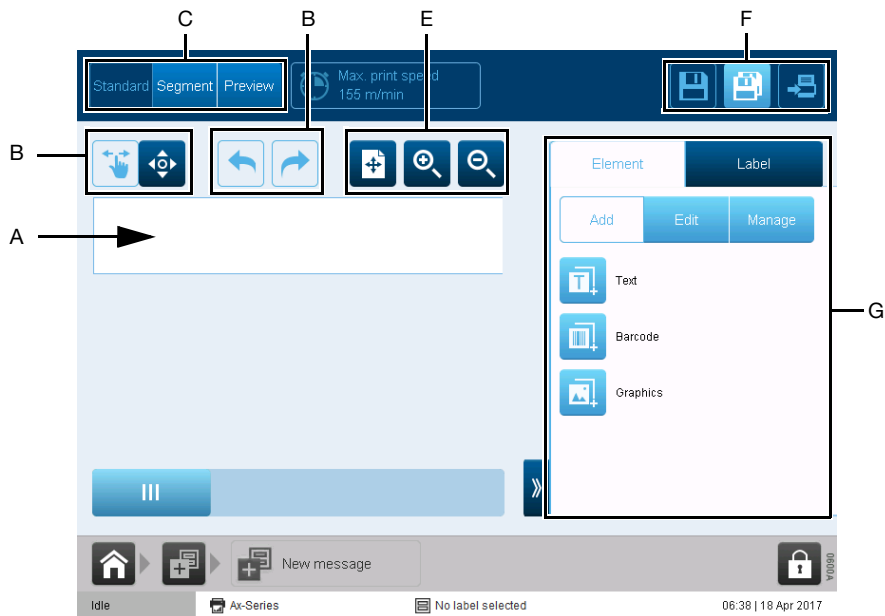 C
B
E
F
Standard Segment Preview
Max. print speed
155 m/min
B
A
Element
Label
Add
Edit
Manage
Text
Barcode
Graphics
G
New message
0600A
Idle
Ax-Series
No label selected
06:38 | 18 Apr 2017